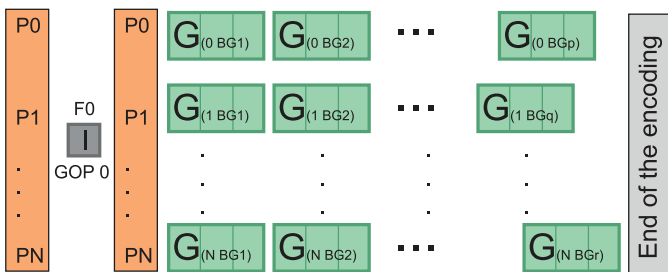 P0 P0 G(0 BG1) G(0 BG2) ... G(0 BGp)
F0
P1 I P1 G(1 BG1) G(1 BG2) ... G(1 BGq)
GOP 0
PN PN G(N BG1) G(N BG2) ... G(N BGr)
End of the encoding